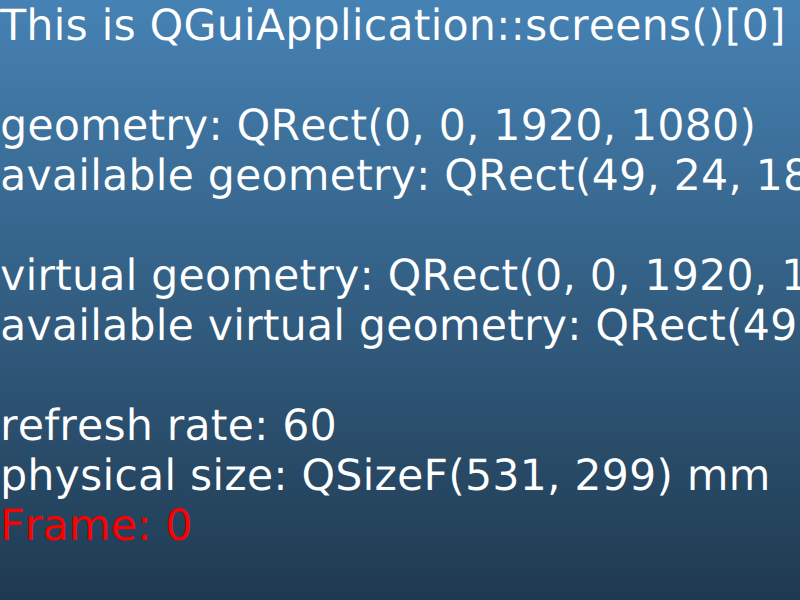 This is QGuiApplication::screens()[0]
geometry: QRect(0, 0, 1920, 1080)
available geometry: QRect(49, 24, 18
virtual geometry: QRect(0, 0, 1920, 1
available virtual geometry: QRect(49
refresh rate: 60
physical size: QSizeF(531, 299) mm
Frame: 0